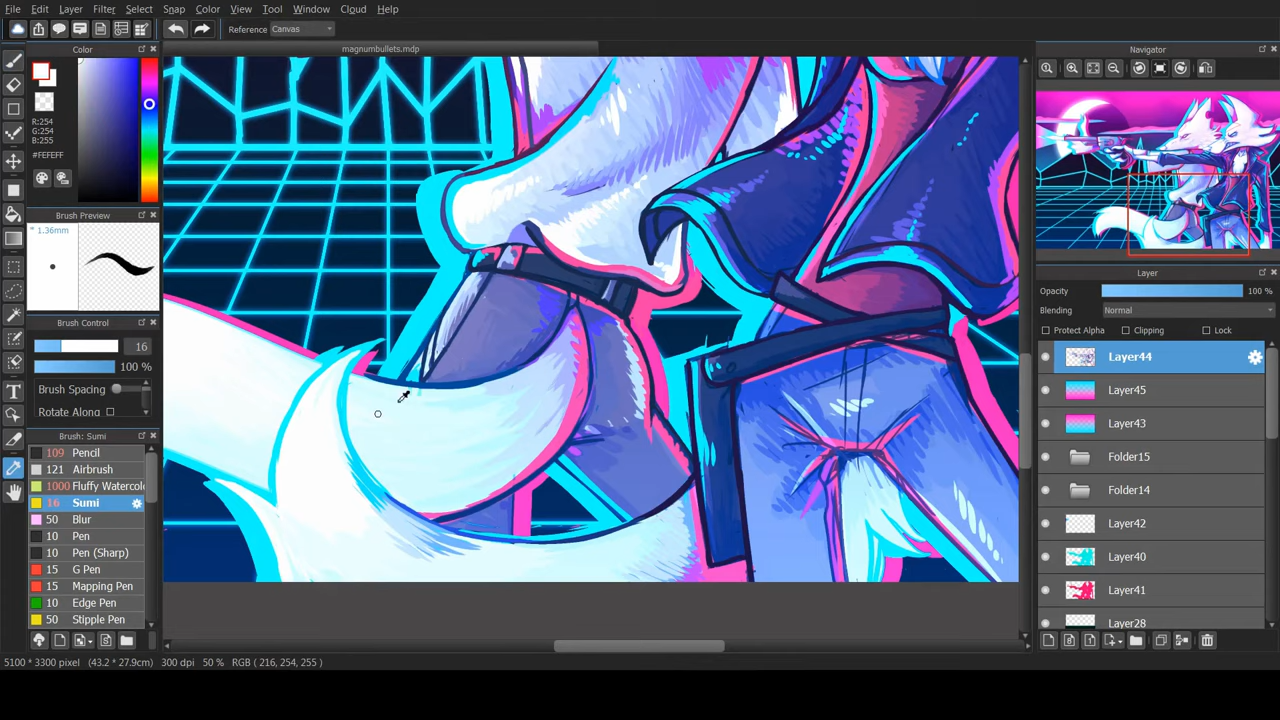 File Edit View Filter Select Snap Color View Tool Window Cloud Help
Reference Canvas
magnumbullets.mdp
Color
R:254
G:254
B:255
#FEFEFF
Brush Preview
* 1.36mm
Brush Control
16
100 %
Brush Spacing
Rotate Along
Brush: Sumi
109 Pencil
121 Airbrush
1000 Fluffy Watercolo
16 Sumi
50 Blur
10 Pen
10 Pen (Sharp)
15 G Pen
15 Mapping Pen
10 Edge Pen
50 Stipple Pen
Navigator
Layer
Opacity 100 %
Blending Normal
Protect Alpha Clipping Lock
Layer44
Layer45
Layer43
Folder15
Folder14
Layer42
Layer40
Layer41
Layer28
5100 * 3300 pixel (43.2 * 27.9cm) 300 dpi 50 % RGB ( 216, 254, 255 )